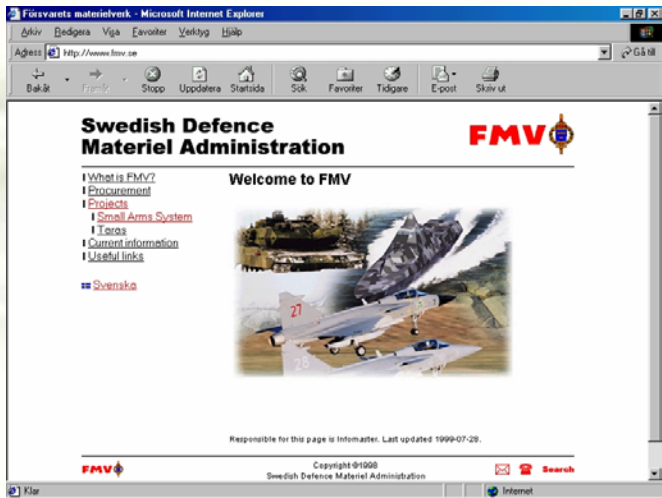 Försvarets materielverk - Microsoft Internet Explorer
Arkiv Redigera Visa Favoriter Verktyg Hjälp
Adress http://www.fmv.se Gå till
Bakåt Framåt Stopp Uppdatera Startsida Sök Favoriter Tidigare E-post Skriv ut
Swedish Defence
Materiel Administration
FMV
What is FMV?
Procurement
Projects
Small Arms System
Taras
Current information
Useful links
Svenska
Welcome to FMV
27
28
Responsible for this page is Infomaster. Last updated 1999-07-28.
FMV
Copyright ©1998
Swedish Defence Materiel Administration
Search
Klar Internet